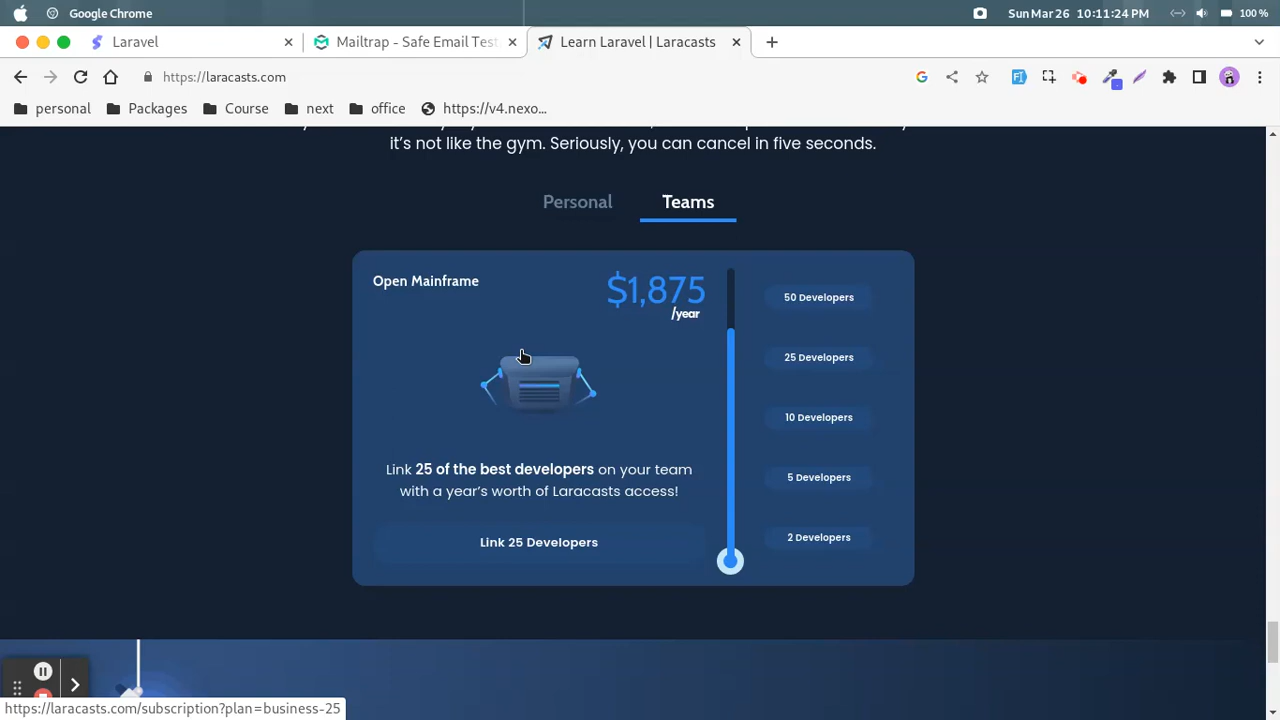 Google Chrome
Sun Mar 26 10:11:24 PM
100 %
Laravel
Mailtrap - Safe Email Test
Learn Laravel | Laracasts
https://laracasts.com
personal
Packages
Course
next
office
https://v4.nexo...
it's not like the gym. Seriously, you can cancel in five seconds.
Personal
Teams
Open Mainframe
$1,875
/year
50 Developers
25 Developers
10 Developers
5 Developers
2 Developers
Link 25 of the best developers on your team
with a year's worth of Laracasts access!
Link 25 Developers
https://laracasts.com/subscription?plan=business-25